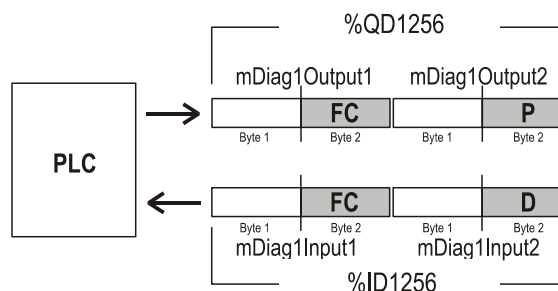 %QD1256
mDiag1Output1 mDiag1Output2
FC P
Byte 1 Byte 2 Byte 1 Byte 2
PLC
FC D
Byte 1 Byte 2 Byte 1 Byte 2
mDiag1Input1 mDiag1Input2
%ID1256